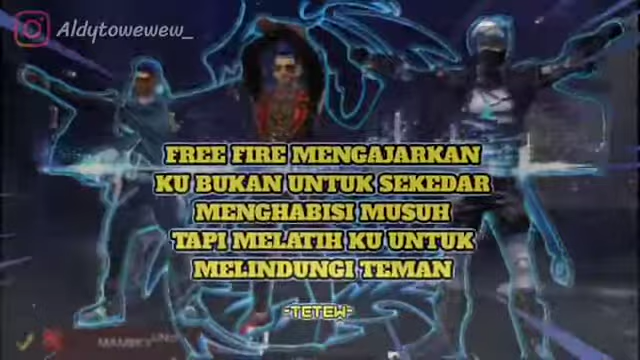 Aldytowewew_
FREE FIRE MENGAJARKAN
KU BUKAN UNTUK SEKEDAR
MENGHABISI MUSUH
TAPI MELATIH KU UNTUK
MELINDUNGI TEMAN
-TETEW-